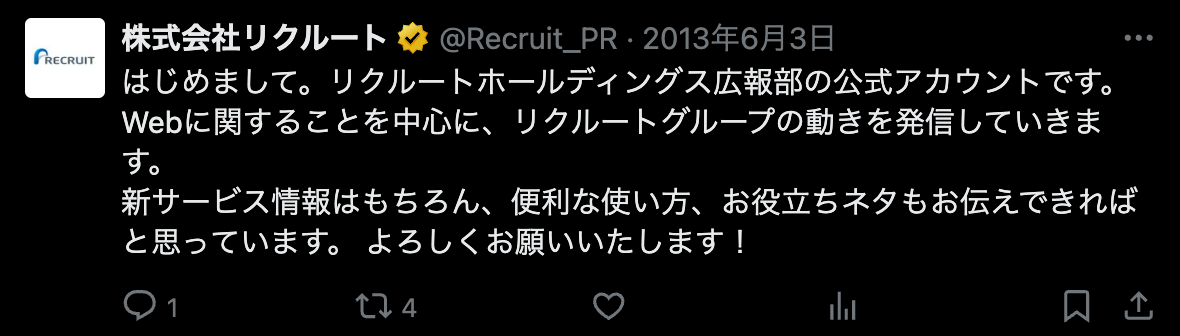 RECRUIT
株式会社リクルート @Recruit_PR · 2013年6月3日
はじめまして。リクルートホールディングス広報部の公式アカウントです。
Webに関することを中心に、リクルートグループの動きを発信していきま
す。
新サービス情報はもちろん、便利な使い方、お役立ちネタもお伝えできれば
と思っています。 よろしくお願いいたします！
1 4